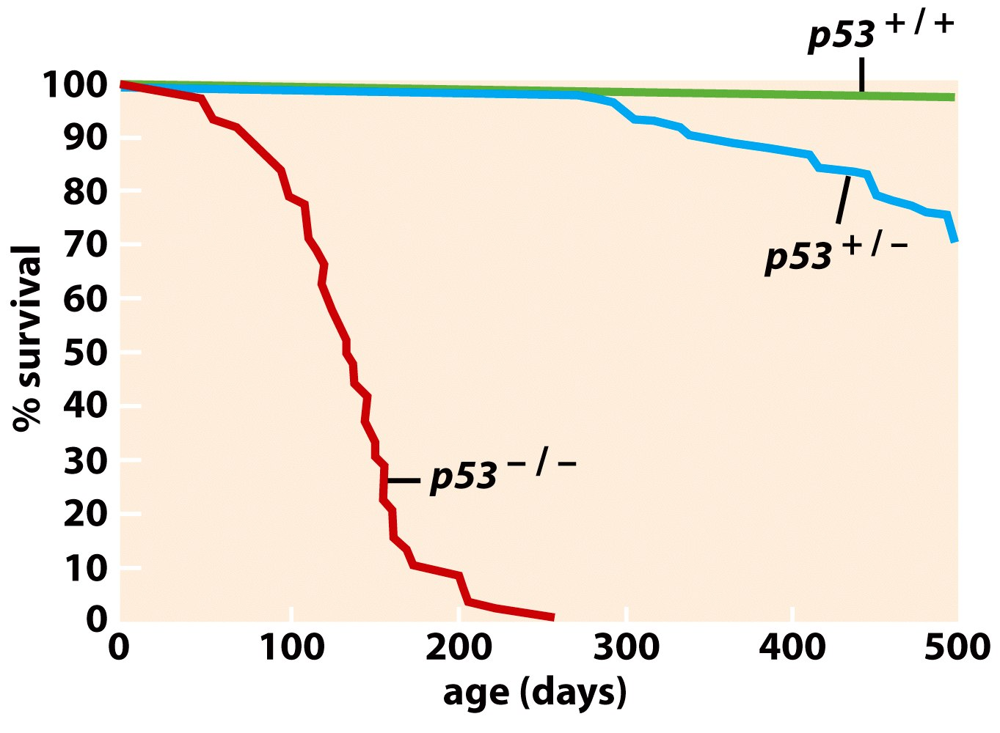 p53 + / +
100
90
80
70
60
50
40
30
20
10
0
% survival
p53 + / –
p53 – / –
0 100 200 300 400 500
age (days)